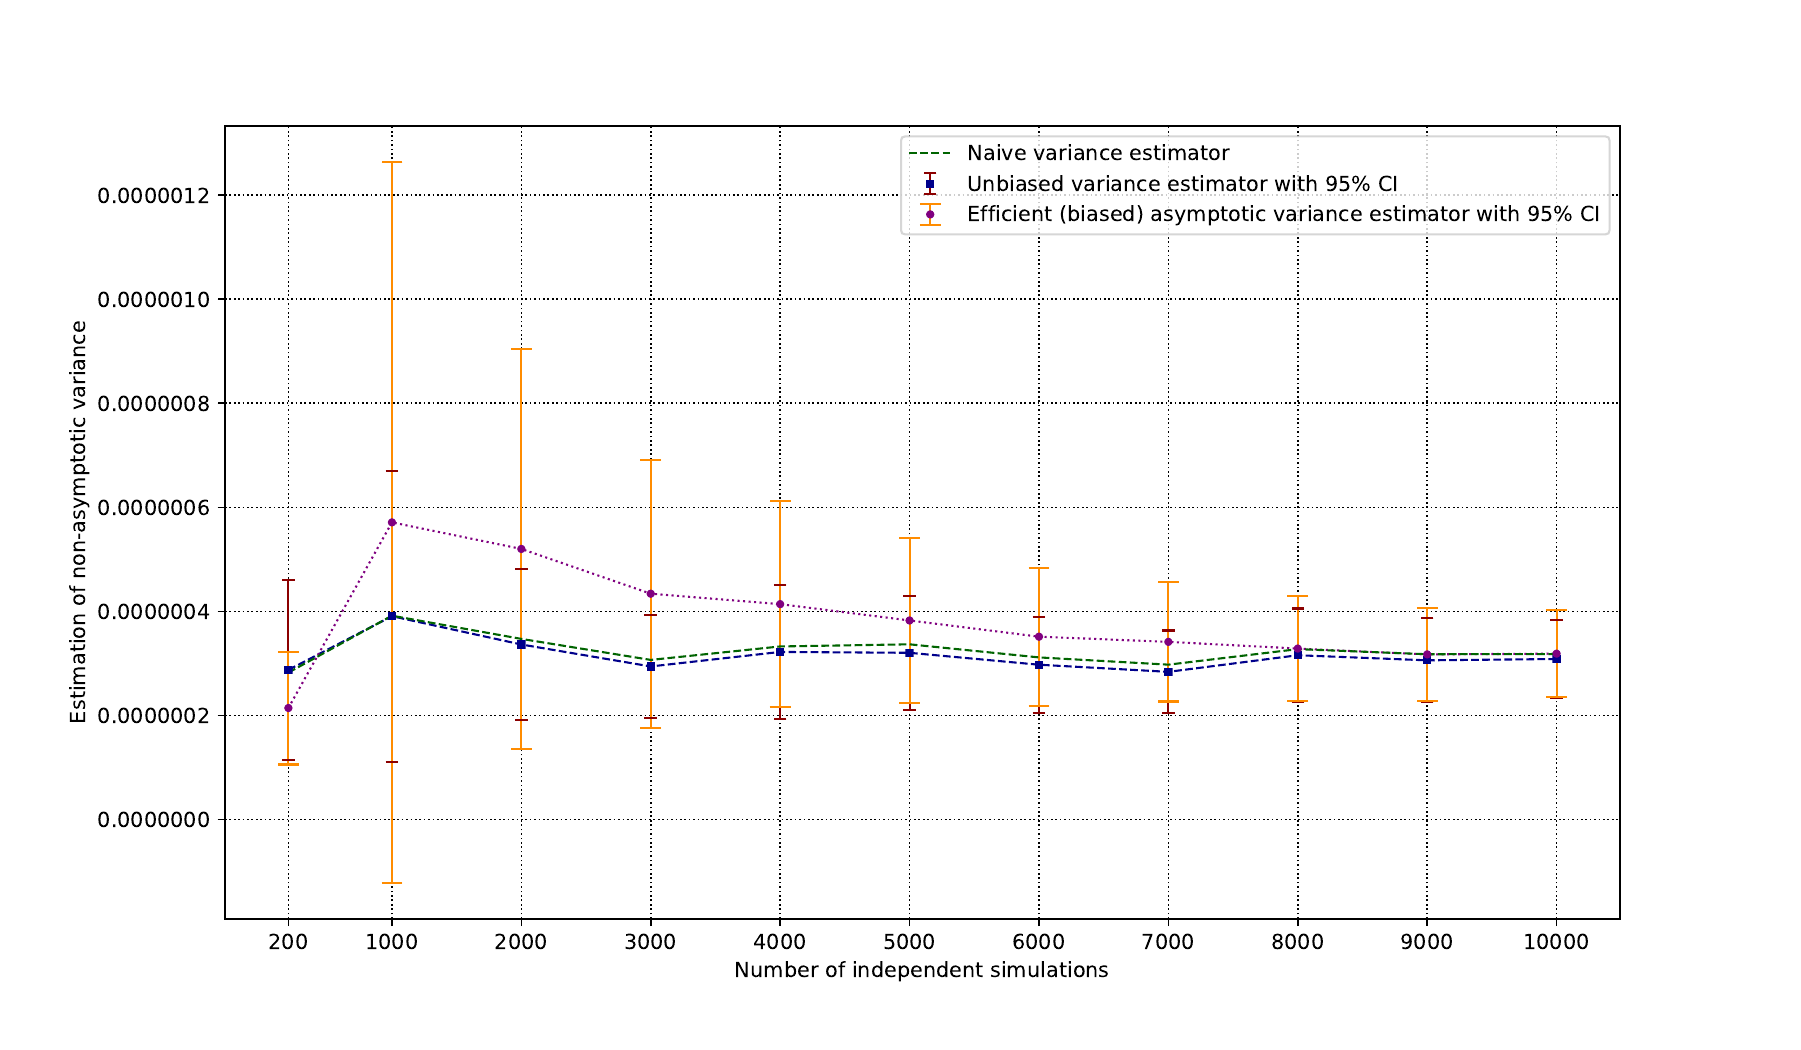 Naive variance estimator
Unbiased variance estimator with 95% CI
Efficient (biased) asymptotic variance estimator with 95% CI
Estimation of non-asymptotic variance
0.0000012
0.0000010
0.0000008
0.0000006
0.0000004
0.0000002
0.0000000
200 1000 2000 3000 4000 5000 6000 7000 8000 9000 10000
Number of independent simulations